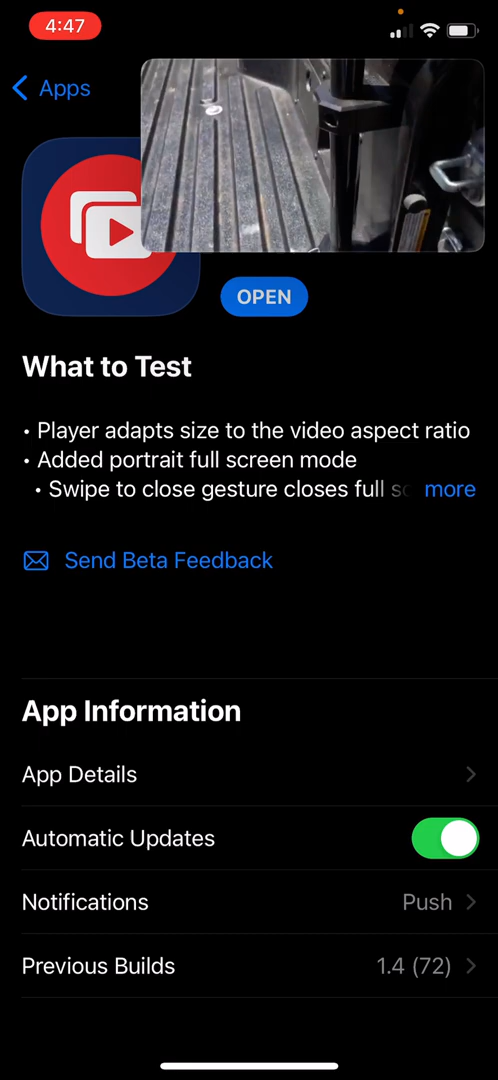 4:47
Apps
OPEN
What to Test
• Player adapts size to the video aspect ratio
• Added portrait full screen mode
• Swipe to close gesture closes full sc more
Send Beta Feedback
App Information
App Details
Automatic Updates
Notifications Push
Previous Builds 1.4 (72)